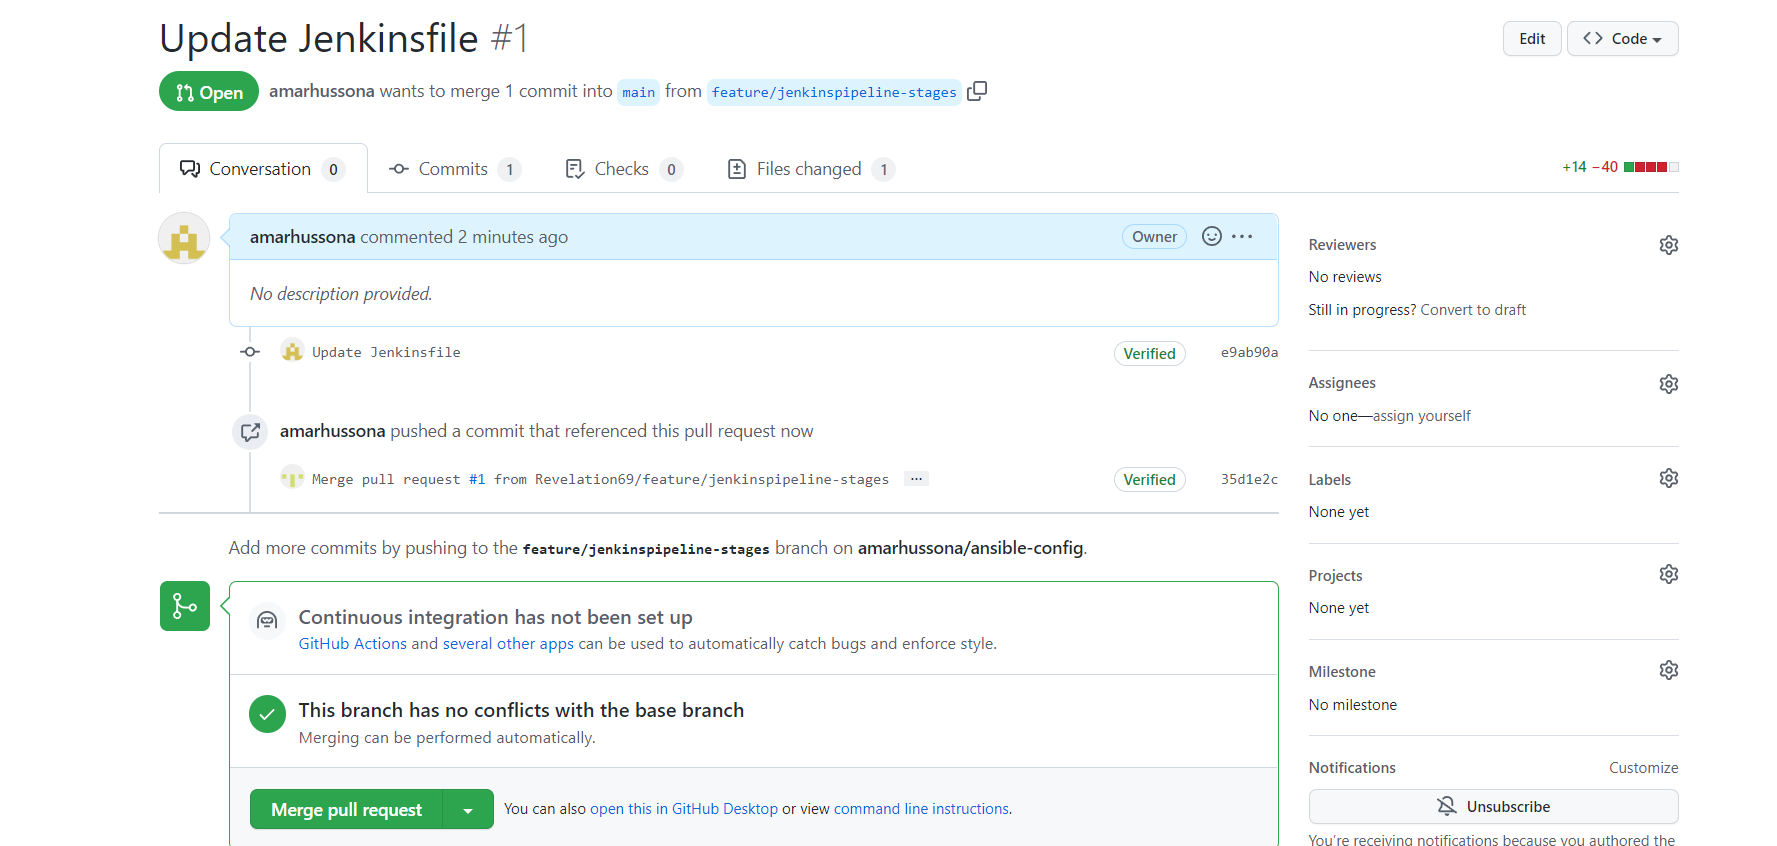 Update Jenkinsfile #1
Edit
Code
Open
amarhussona wants to merge 1 commit into main from feature/jenkinspipeline-stages
Conversation 0
Commits 1
Checks 0
Files changed 1
+14 −40
amarhussona commented 2 minutes ago
Owner
No description provided.
Update Jenkinsfile
Verified
e9ab90a
amarhussona pushed a commit that referenced this pull request now
Merge pull request #1 from Revelation69/feature/jenkinspipeline-stages
Verified
35d1e2c
Add more commits by pushing to the feature/jenkinspipeline-stages branch on amarhussona/ansible-config.
Continuous integration has not been set up
GitHub Actions and several other apps can be used to automatically catch bugs and enforce style.
This branch has no conflicts with the base branch
Merging can be performed automatically.
Merge pull request
You can also open this in GitHub Desktop or view command line instructions.
Reviewers
No reviews
Still in progress? Convert to draft
Assignees
No one—assign yourself
Labels
None yet
Projects
None yet
Milestone
No milestone
Notifications
Customize
Unsubscribe
You're receiving notifications because you authored the